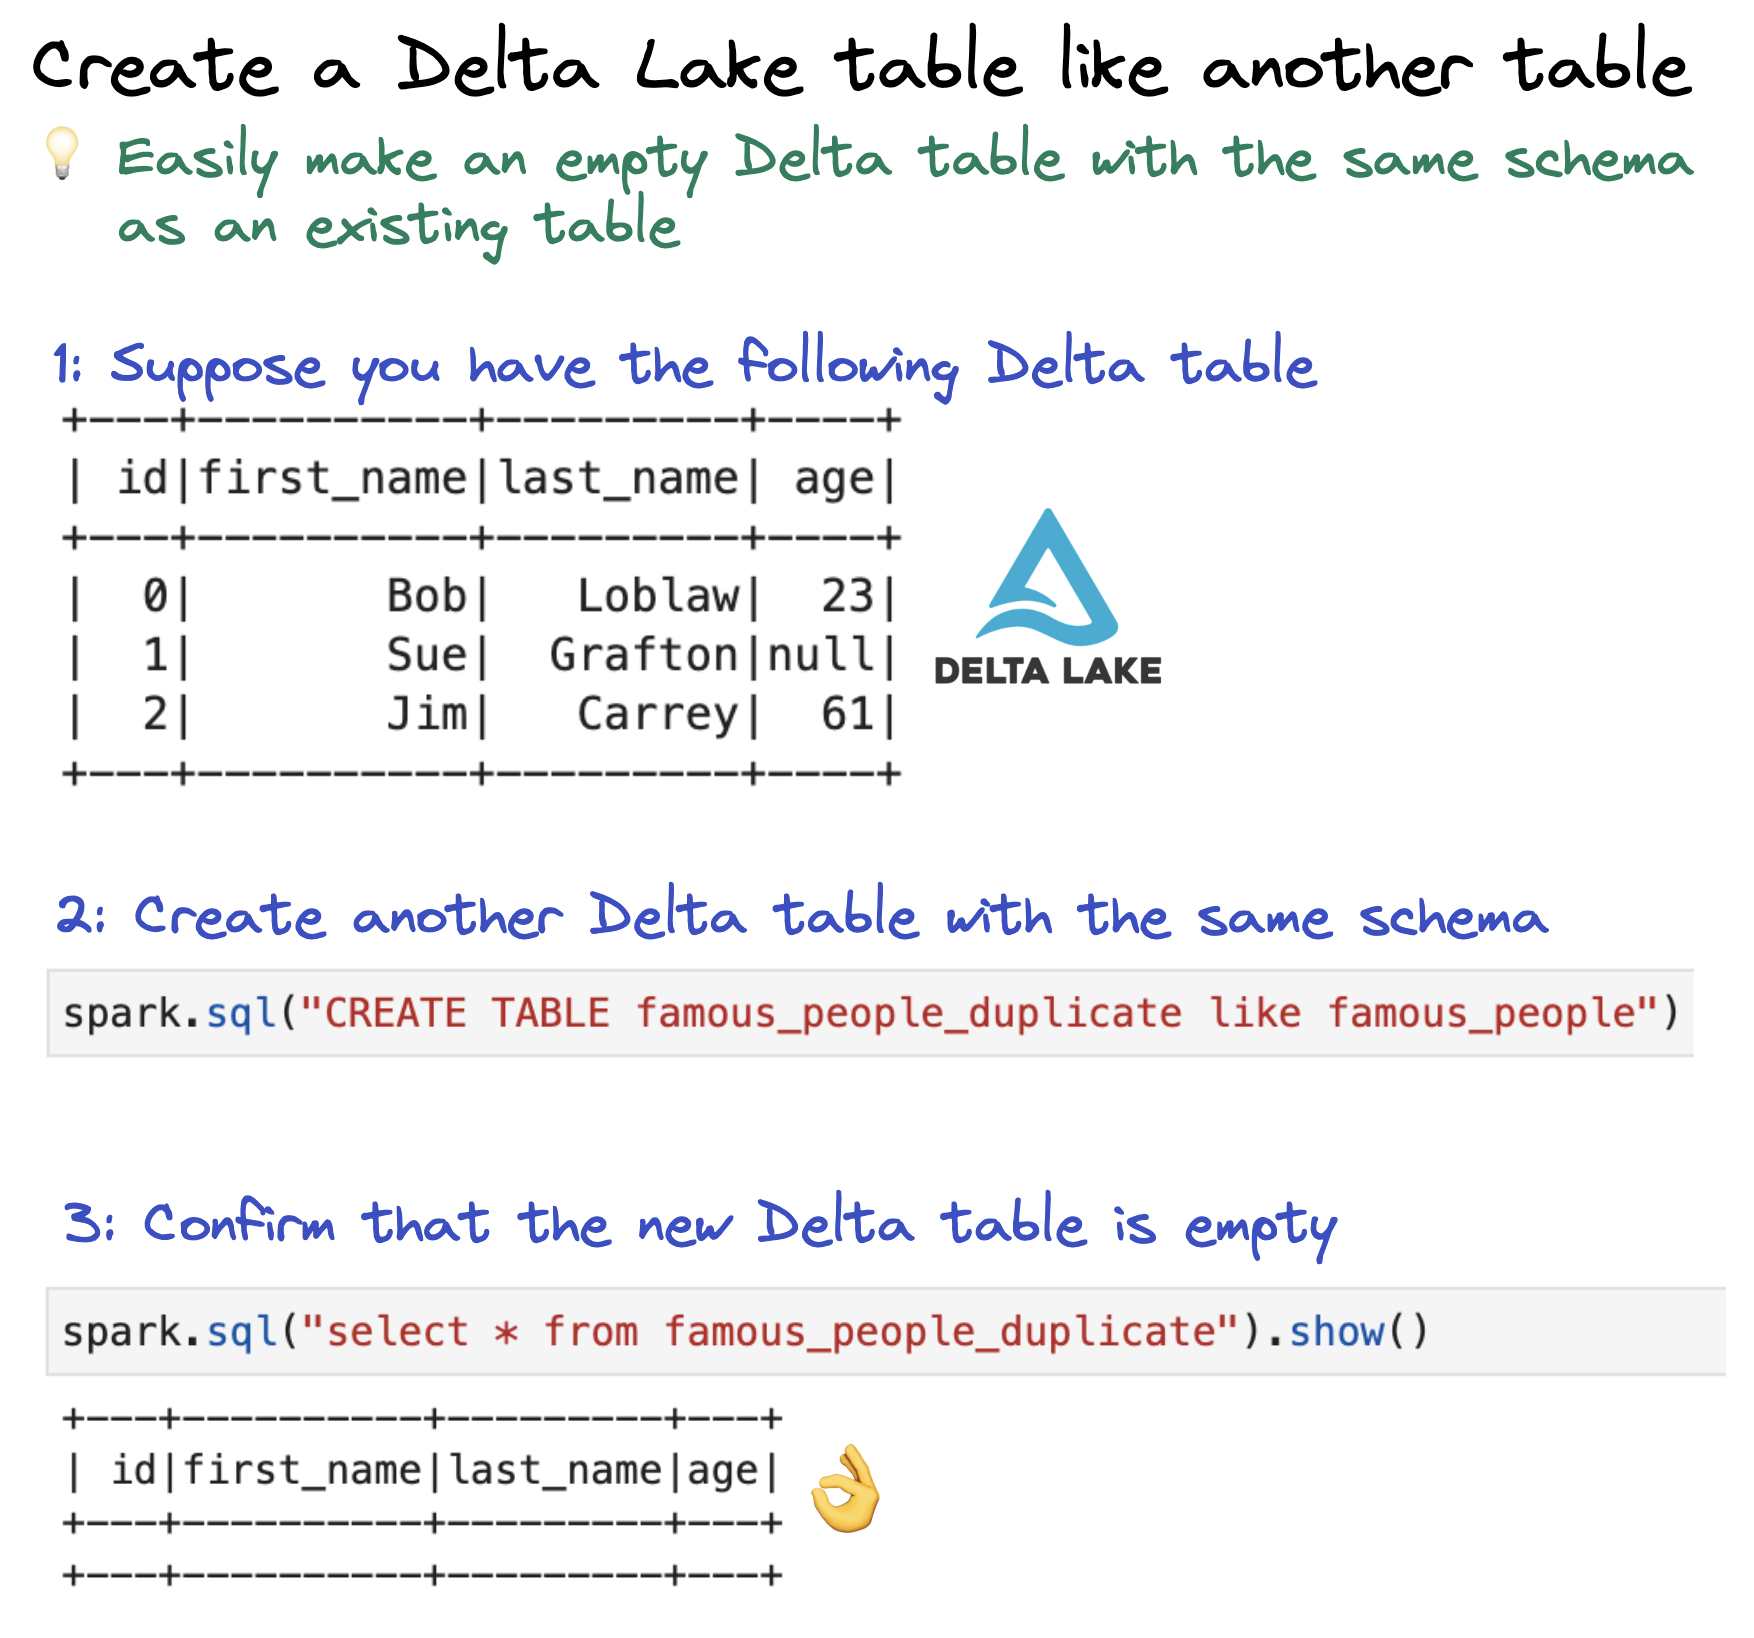 Create a Delta Lake table like another table
Easily make an empty Delta table with the same schema
as an existing table
1: Suppose you have the following Delta table
+---+----------+---------+----+
| id|first_name|last_name| age|
+---+----------+---------+----+
|  0|       Bob|   Loblaw|  23|
|  1|       Sue|  Grafton|null|
|  2|       Jim|   Carrey|  61|
+---+----------+---------+----+
DELTA LAKE
2: Create another Delta table with the same schema
spark.sql("CREATE TABLE famous_people_duplicate like famous_people")
3: Confirm that the new Delta table is empty
spark.sql("select * from famous_people_duplicate").show()
+---+----------+---------+---+
| id|first_name|last_name|age|
+---+----------+---------+---+
+---+----------+---------+---+